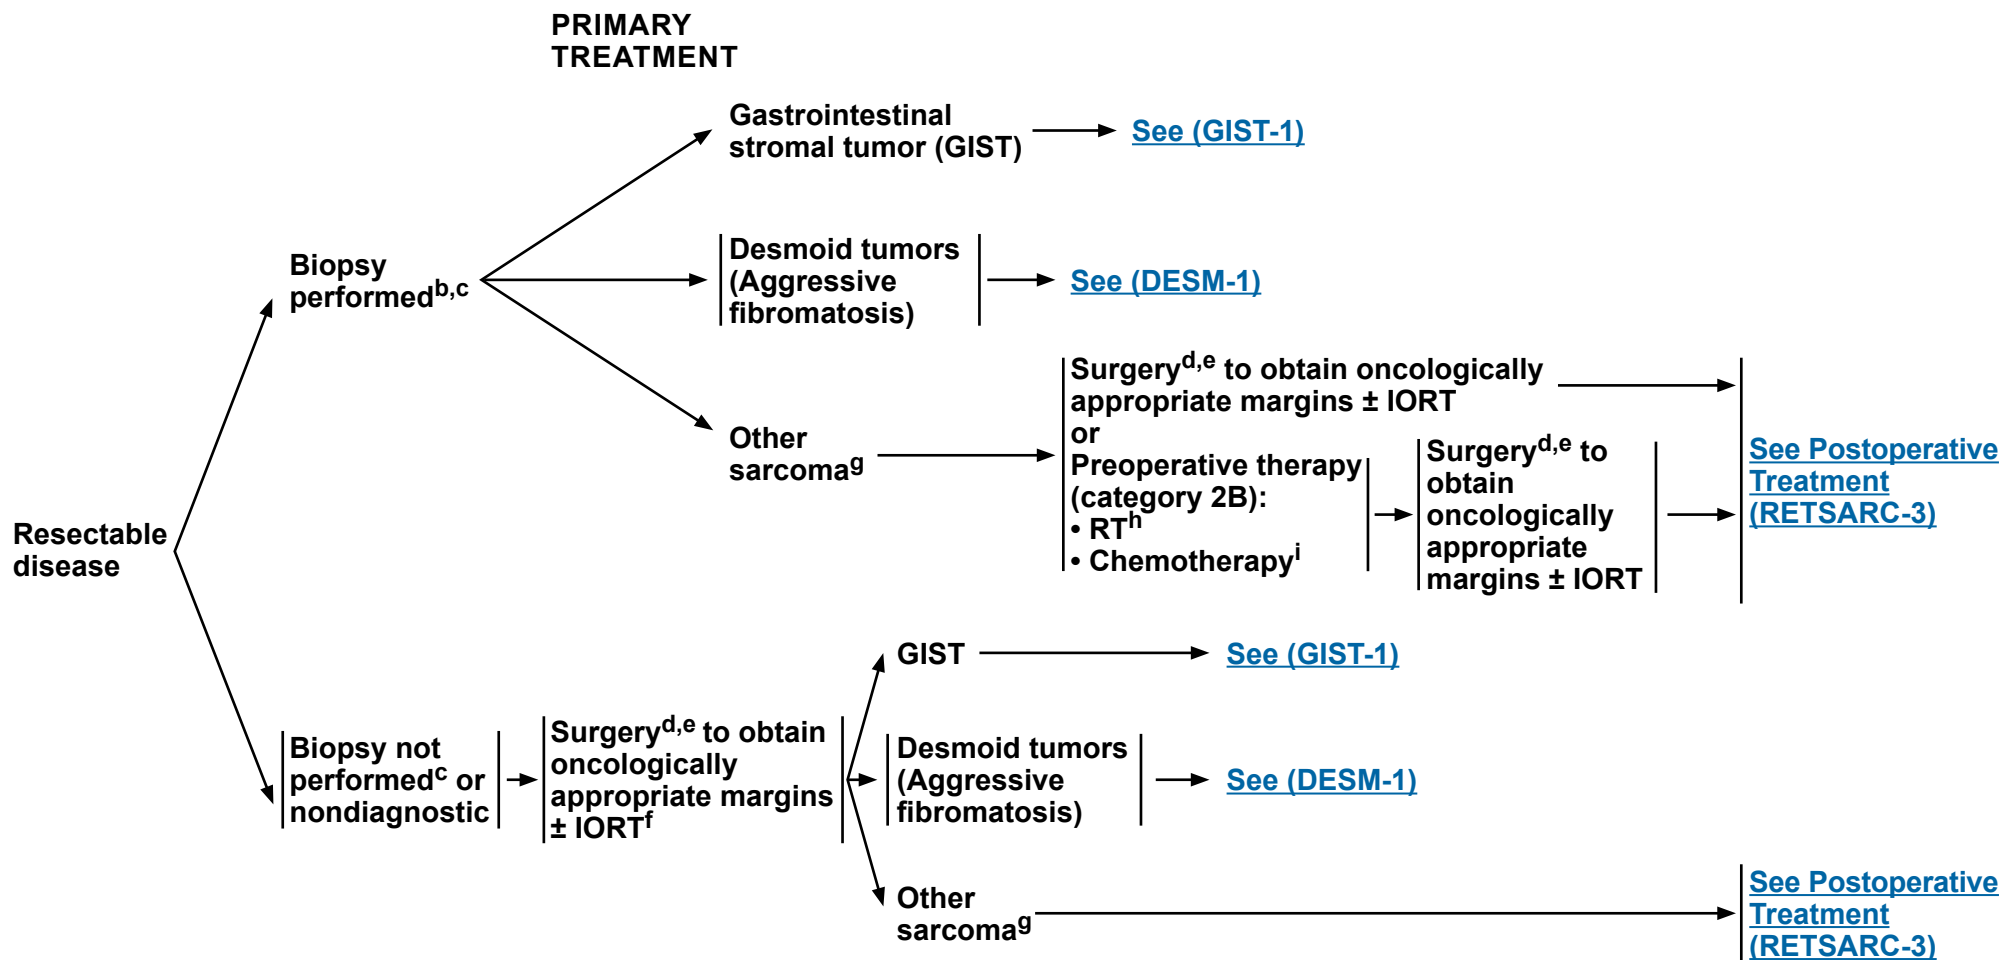 PRIMARY
TREATMENT
Gastrointestinal
stromal tumor (GIST)
See (GIST-1)
Biopsy
performedb,c
Desmoid tumors
(Aggressive
fibromatosis)
See (DESM-1)
Other
sarcomag
Surgeryd,e to obtain oncologically
appropriate margins ± IORT
or
Preoperative therapy
(category 2B):
• RTh
• Chemotherapyi
Surgeryd,e to
obtain
oncologically
appropriate
margins ± IORT
See Postoperative
Treatment
(RETSARC-3)
Resectable
disease
Biopsy not
performedc or
nondiagnostic
Surgeryd,e to obtain
oncologically
appropriate margins
± IORTf
GIST
See (GIST-1)
Desmoid tumors
(Aggressive
fibromatosis)
See (DESM-1)
Other
sarcomag
See Postoperative
Treatment
(RETSARC-3)